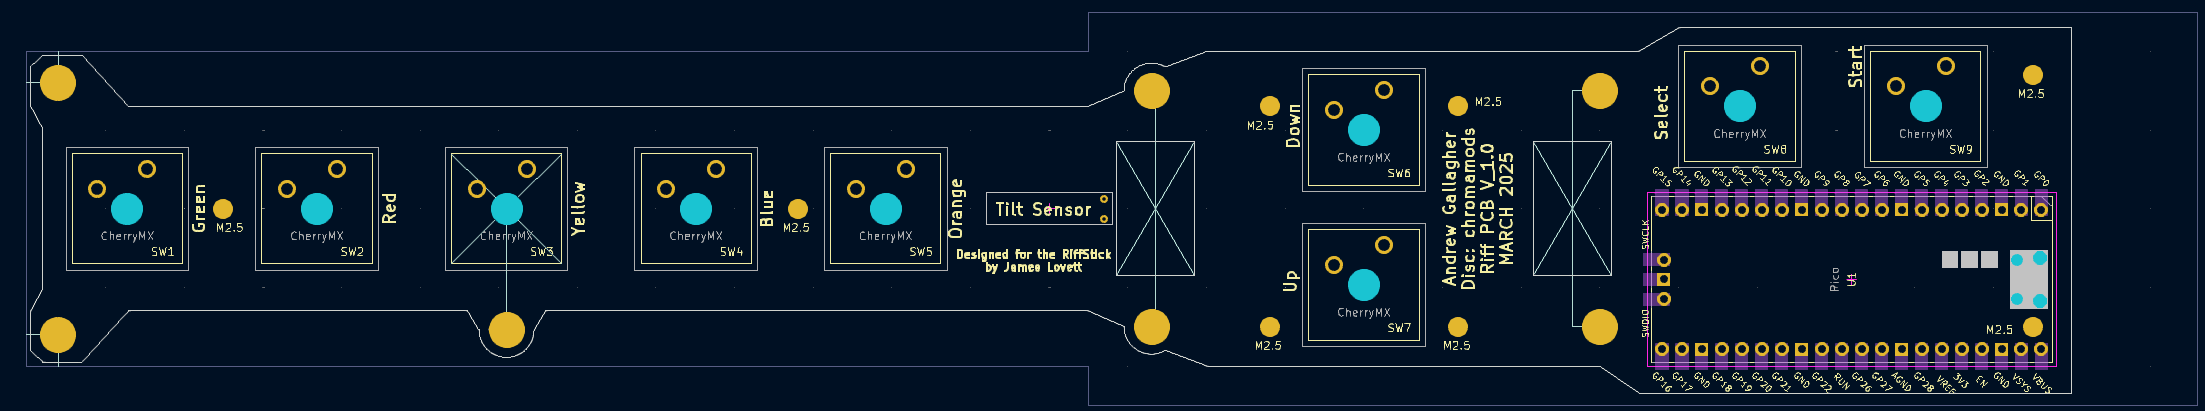 Green
M2.5
CherryMX
SW1
Red
CherryMX
SW2
Yellow
CherryMX
SW3
Blue
M2.5
CherryMX
SW4
Orange
CherryMX
SW5
Tilt Sensor
Designed for the RiffStick
by James Lovett
M2.5
Down
CherryMX
SW6
M2.5
Up
CherryMX
SW7
M2.5
M2.5
Andrew Gallagher
Disc: chromamods
Riff PCB V_1.0
MARCH 2025
Select
CherryMX
SW8
Start
CherryMX
SW9
M2.5
GP15 GP14 GND GP13 GP12 GP11 GP10 GND GP9 GP8 GP7 GP6 GND GP5 GP4 GP3 GP2 GND GP1 GP0
SWCLK
SWDIO
Pico
U1
M2.5
GP16 GP17 GND GP18 GP19 GP20 GP21 GND GP22 RUN GP26 GP27 AGND GP28 VREF 3V3 EN GND VSYS VBUS